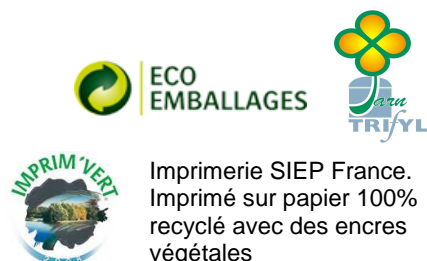 ECO
EMBALLAGES
Tarn
TRIFYL
IMPRIM'VERT
Imprimerie SIEP France.
Imprimé sur papier 100%
recyclé avec des encres
végétales